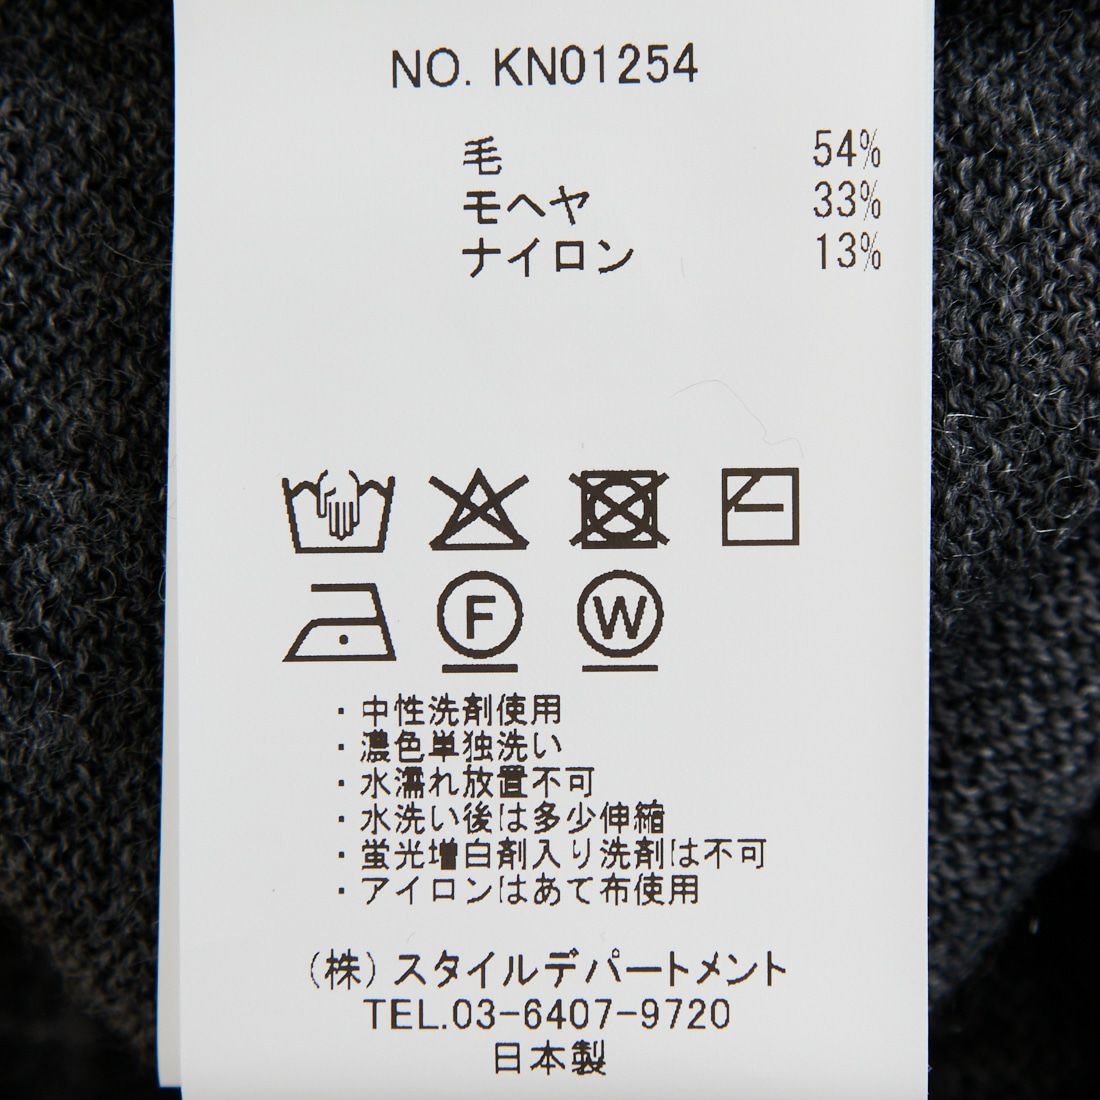 NO. KN01254
毛 54%
モヘヤ 33%
ナイロン 13%
F W
・中性洗剤使用
・濃色単独洗い
・水濡れ放置不可
・水洗い後は多少伸縮
・蛍光増白剤入り洗剤は不可
・アイロンはあて布使用
(株)スタイルデパートメント
TEL.03-6407-9720
日本製